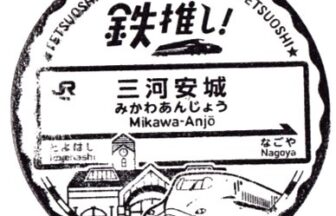 TETSUOSHI★
★TETSUOSHI★
鉄推し!
JR
三河安城
みかわあんじょう
Mikawa-Anjō
とよはし
Toyohashi
なごや
Nagoya